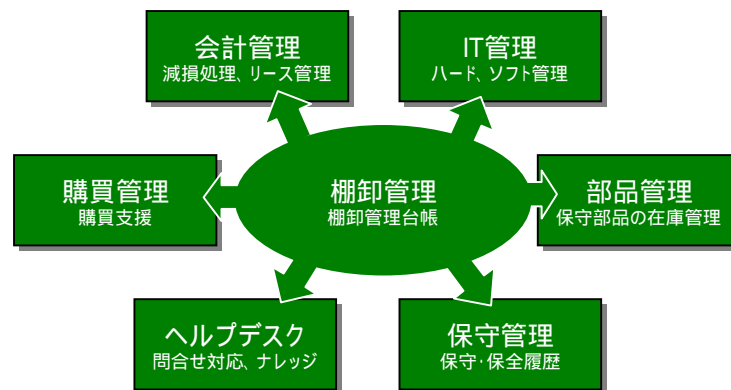 会計管理
減損処理、リース管理
IT管理
ハード、ソフト管理
購買管理
購買支援
棚卸管理
棚卸管理台帳
部品管理
保守部品の在庫管理
ヘルプデスク
問合せ対応、ナレッジ
保守管理
保守・保全履歴